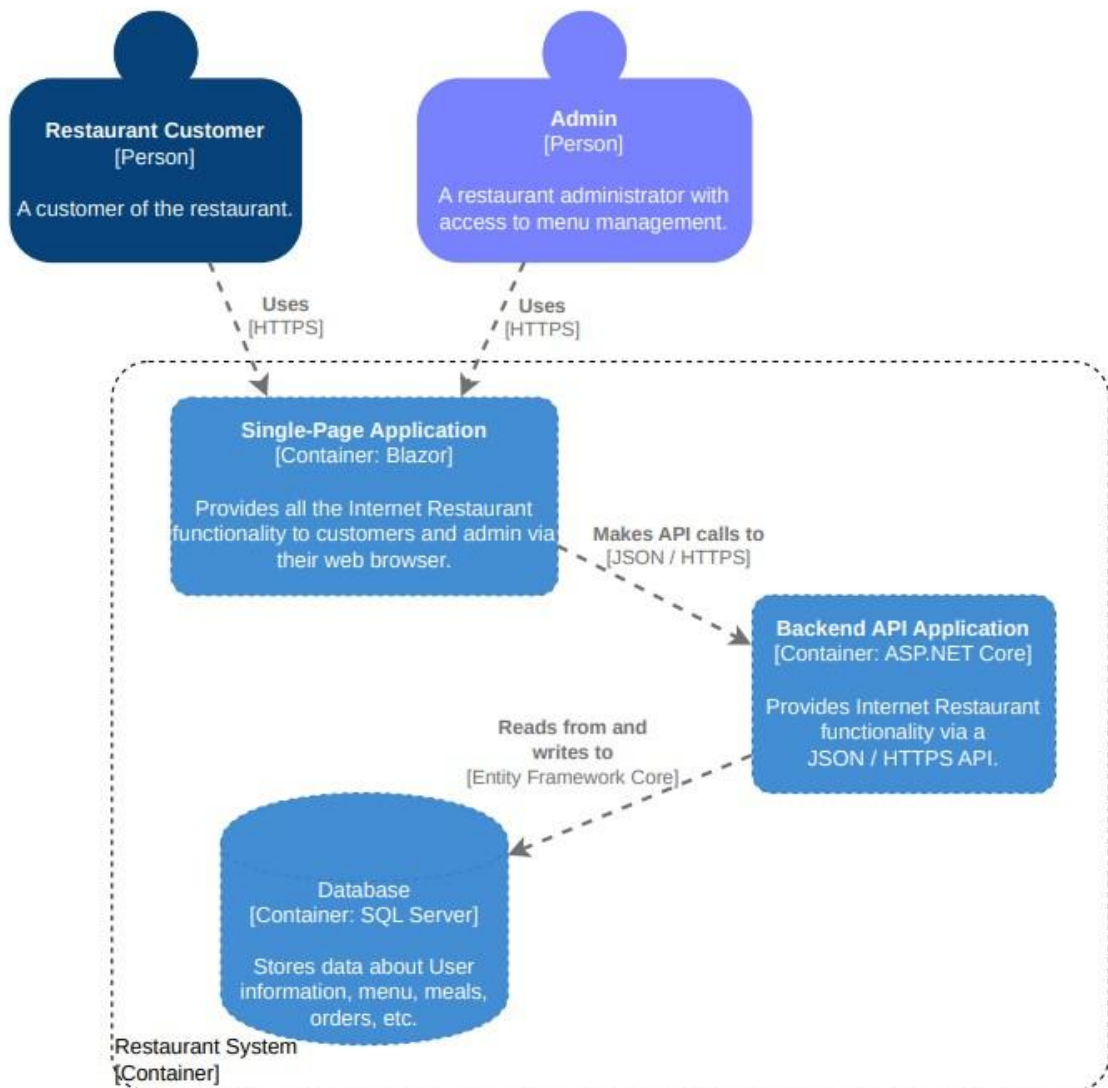 Restaurant Customer
[Person]
A customer of the restaurant.
Admin
[Person]
A restaurant administrator with
access to menu management.
Uses
[HTTPS]
Uses
[HTTPS]
Single-Page Application
[Container: Blazor]
Provides all the Internet Restaurant
functionality to customers and admin via
their web browser.
Makes API calls to
[JSON / HTTPS]
Backend API Application
[Container: ASP.NET Core]
Provides Internet Restaurant
functionality via a
JSON / HTTPS API.
Reads from and
writes to
[Entity Framework Core]
Database
[Container: SQL Server]
Stores data about User
information, menu, meals,
orders, etc.
Restaurant System
[Container]